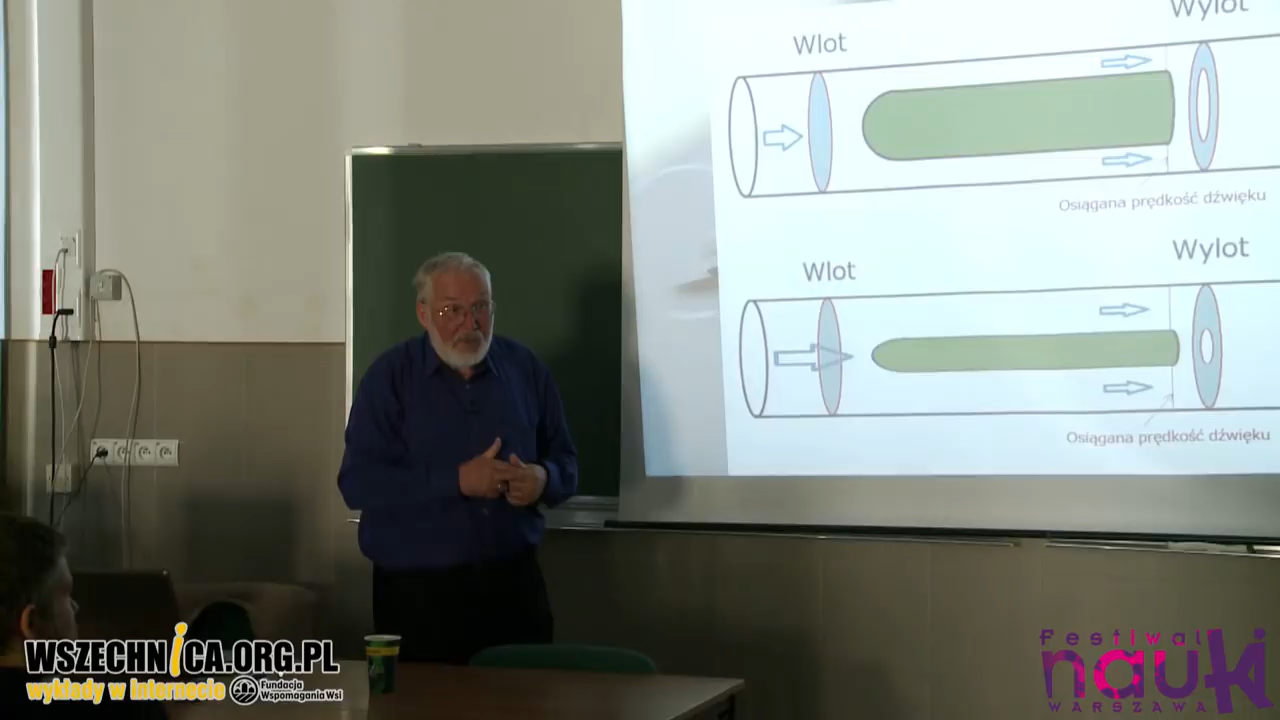 Wylot
Wlot
Osiągana prędkość dźwięku
Wylot
Wlot
Osiągana prędkość dźwięku
WSZECHNICA.ORG.PL
wykłady w internecie
Fundacja
Wspomagania Wsi
Festiwal
nauki
WARSZAWA